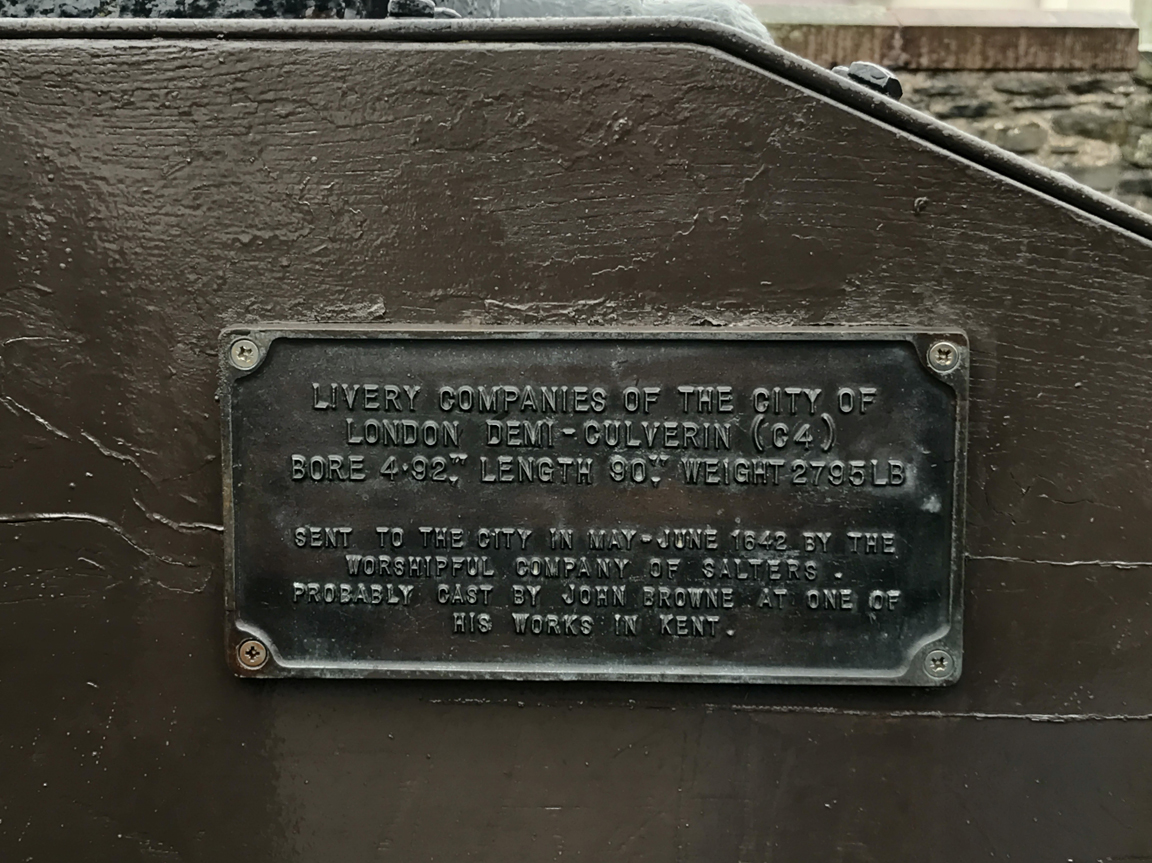 LIVERY COMPANIES OF THE CITY OF
LONDON DEMI-CULVERIN (C4)
BORE 4·92", LENGTH 90", WEIGHT 2795LB
SENT TO THE CITY IN MAY-JUNE 1642 BY THE
WORSHIPFUL COMPANY OF SALTERS.
PROBABLY CAST BY JOHN BROWNE AT ONE OF
HIS WORKS IN KENT.